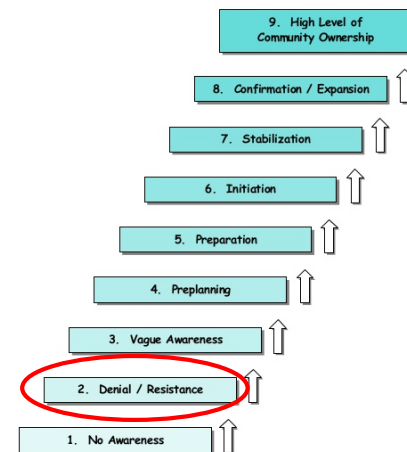 9. High Level of
Community Ownership
8. Confirmation / Expansion
7. Stabilization
6. Initiation
5. Preparation
4. Preplanning
3. Vague Awareness
2. Denial / Resistance
1. No Awareness